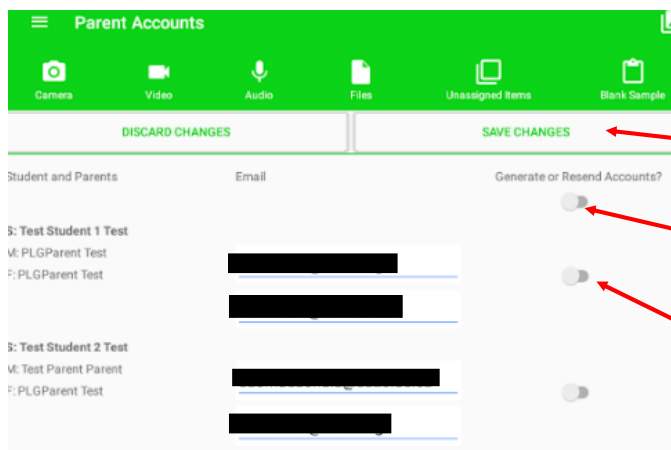 Parent Accounts
Camera Video Audio Files Unassigned Items Blank Sample
DISCARD CHANGES SAVE CHANGES
Student and Parents Email Generate or Resend Accounts?
S: Test Student 1 Test
M: PLGParent Test
F: PLGParent Test
S: Test Student 2 Test
M: Test Parent Parent
F: PLGParent Test